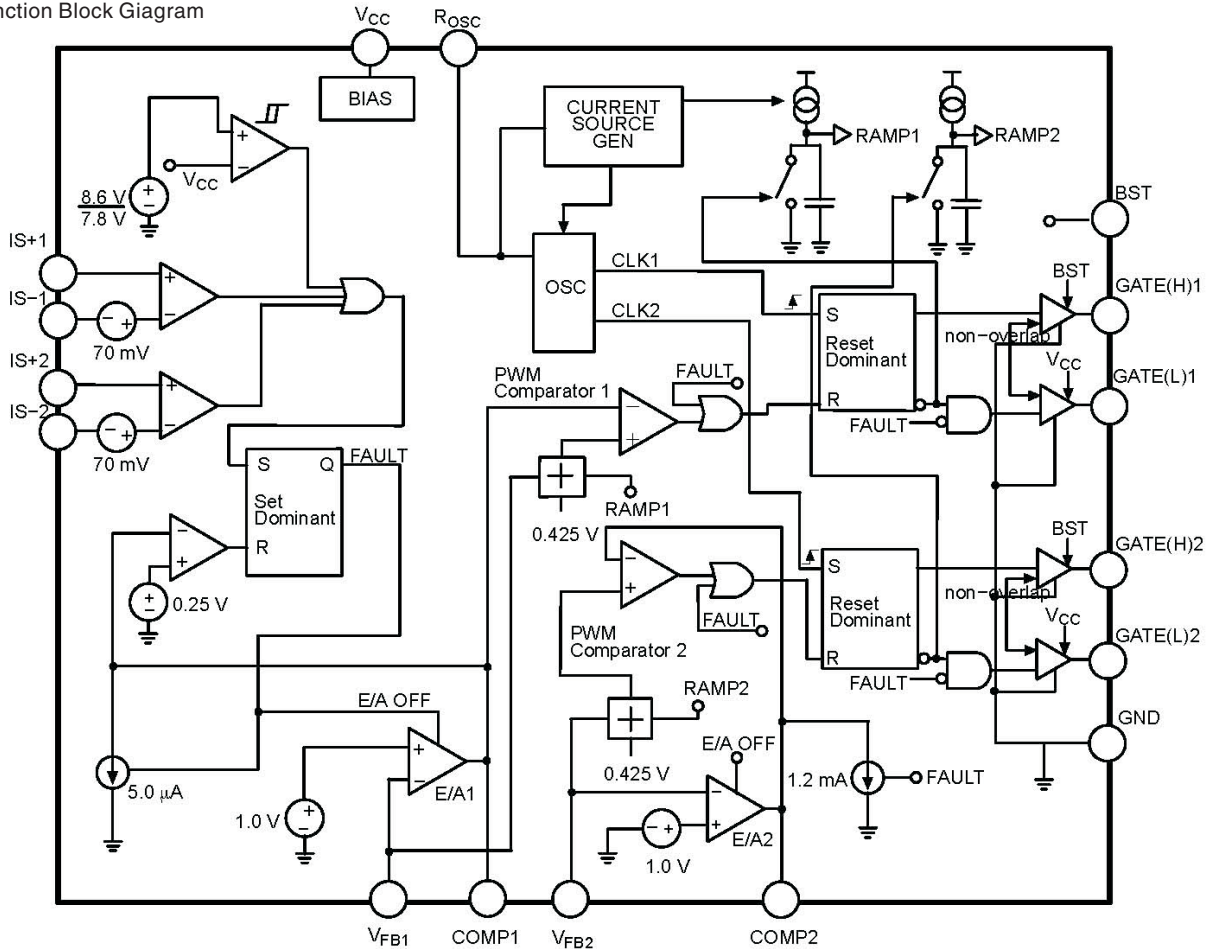 nction Block Giagram
VCC
ROSC
BIAS
CURRENT
SOURCE
GEN
RAMP1
RAMP2
+
−
VCC
8.6 V
7.8 V
+
−
BST
IS+1
IS−1
− +
70 mV
+
−
IS+2
IS−2
− +
70 mV
+
−
OSC
CLK1
CLK2
S
Reset
Dominant
R
non−overlap
BST
GATE(H)1
VCC
GATE(L)1
FAULT
PWM
Comparator 1
−
+
FAULT
+
RAMP1
0.425 V
S
Q
FAULT
Set
Dominant
R
−
+
+
−
0.25 V
−
+
PWM
Comparator 2
FAULT
S
Reset
Dominant
R
non−overlap
BST
GATE(H)2
VCC
GATE(L)2
FAULT
+
RAMP2
0.425 V
E/A OFF
+
−
E/A1
5.0 μA
1.0 V
+
−
E/A OFF
−
+
E/A2
− +
1.0 V
1.2 mA
FAULT
GND
VFB1
COMP1
VFB2
COMP2